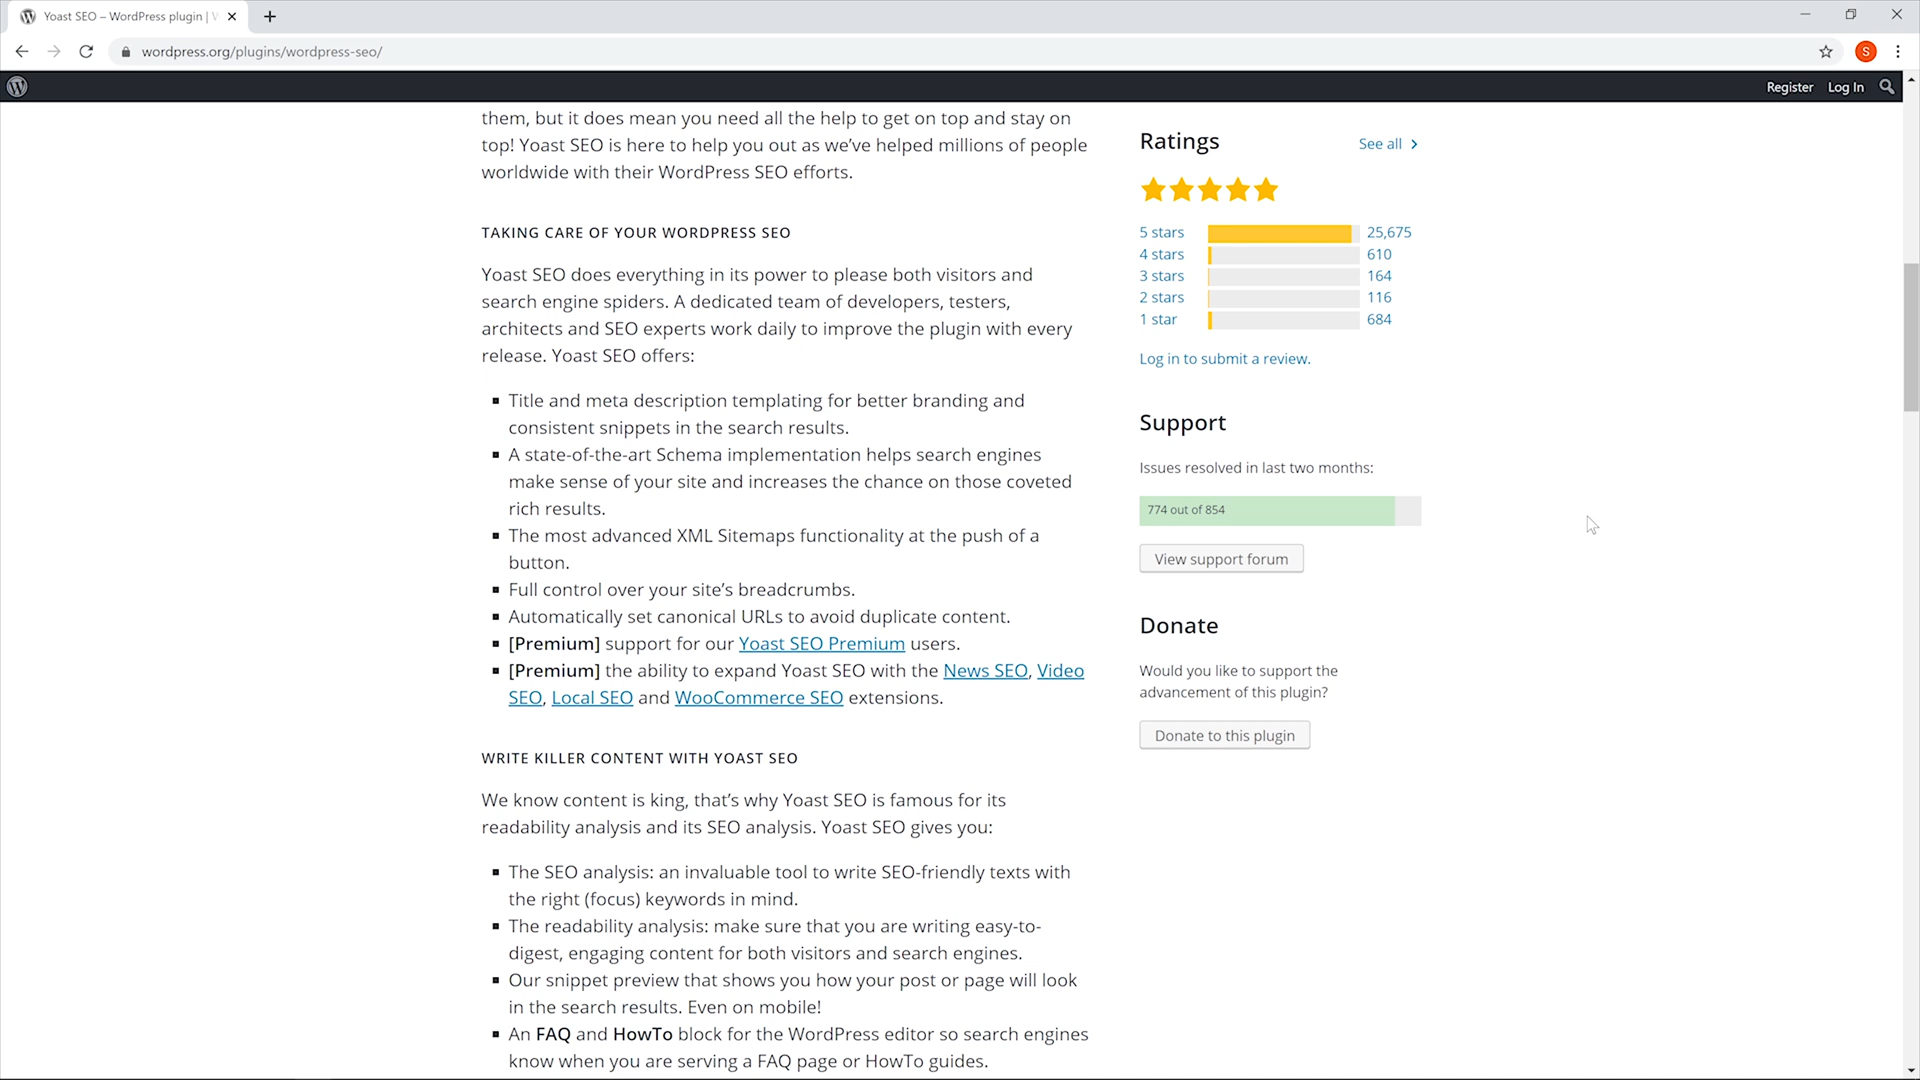 Yoast SEO – WordPress plugin |
wordpress.org/plugins/wordpress-seo/
S
Register Log In
them, but it does mean you need all the help to get on top and stay on
top! Yoast SEO is here to help you out as we’ve helped millions of people
worldwide with their WordPress SEO efforts.
TAKING CARE OF YOUR WORDPRESS SEO
Yoast SEO does everything in its power to please both visitors and
search engine spiders. A dedicated team of developers, testers,
architects and SEO experts work daily to improve the plugin with every
release. Yoast SEO offers:
Title and meta description templating for better branding and
consistent snippets in the search results.
A state-of-the-art Schema implementation helps search engines
make sense of your site and increases the chance on those coveted
rich results.
The most advanced XML Sitemaps functionality at the push of a
button.
Full control over your site’s breadcrumbs.
Automatically set canonical URLs to avoid duplicate content.
[Premium] support for our Yoast SEO Premium users.
[Premium] the ability to expand Yoast SEO with the News SEO, Video
SEO, Local SEO and WooCommerce SEO extensions.
WRITE KILLER CONTENT WITH YOAST SEO
We know content is king, that’s why Yoast SEO is famous for its
readability analysis and its SEO analysis. Yoast SEO gives you:
The SEO analysis: an invaluable tool to write SEO-friendly texts with
the right (focus) keywords in mind.
The readability analysis: make sure that you are writing easy-to-
digest, engaging content for both visitors and search engines.
Our snippet preview that shows you how your post or page will look
in the search results. Even on mobile!
An FAQ and HowTo block for the WordPress editor so search engines
know when you are serving a FAQ page or HowTo guides.
Ratings See all
5 stars 25,675
4 stars 610
3 stars 164
2 stars 116
1 star 684
Log in to submit a review.
Support
Issues resolved in last two months:
774 out of 854
View support forum
Donate
Would you like to support the
advancement of this plugin?
Donate to this plugin